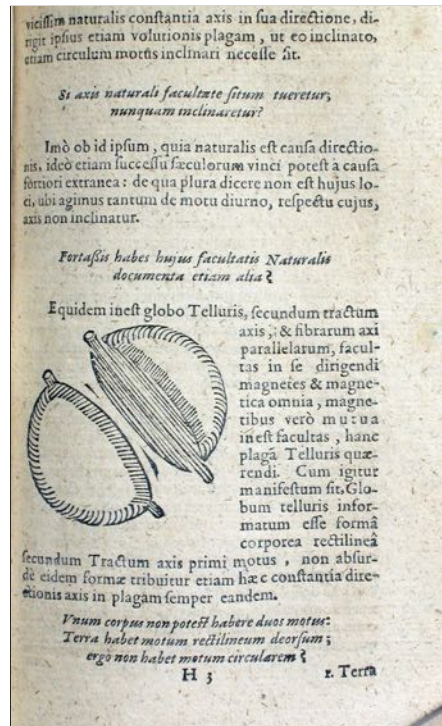 vicissim naturalis constantia axis in sua directione, di-
rigit ipsius etiam volutionis plagam, ut eo inclinato,
etiam circulum motus inclinari necesse sit.
Si axis naturali facultate situm tueretur;
nunquam inclinaretur?
Imò ob id ipsum, quia naturalis est causa directio-
nis, ideò etiam successu sæculorum vinci potest à causa
fortiori extranea: de qua plura dicere non est hujus lo-
ci, ubi agimus tantum de motu diurno, respectu cujus,
axis non inclinatur.
Fortaßis habes hujus facultatis Naturalis
documenta etiam alia?
Equidem inest globo Telluris, secundum tractum
axis, & fibrarum axi
parallelarum, facul-
tas in se dirigendi
magnetes & magne-
tica omnia, magne-
tibus verò mutua
inest facultas, hanc
plagã Telluris quæ-
rendi. Cum igitur
manifestum sit, Glo-
bum telluris infor-
matum esse formâ
corporea rectilineâ
secundum Tractum axis primi motus, non absur-
dè eidem formæ tribuitur etiam hæc constantia dire-
ctionis axis in plagam semper eandem.
Vnum corpus non potest habere duos motus:
Terra habet motum rectilineum deorsum;
ergò non habet motum circularem?
H 3 1. Terra